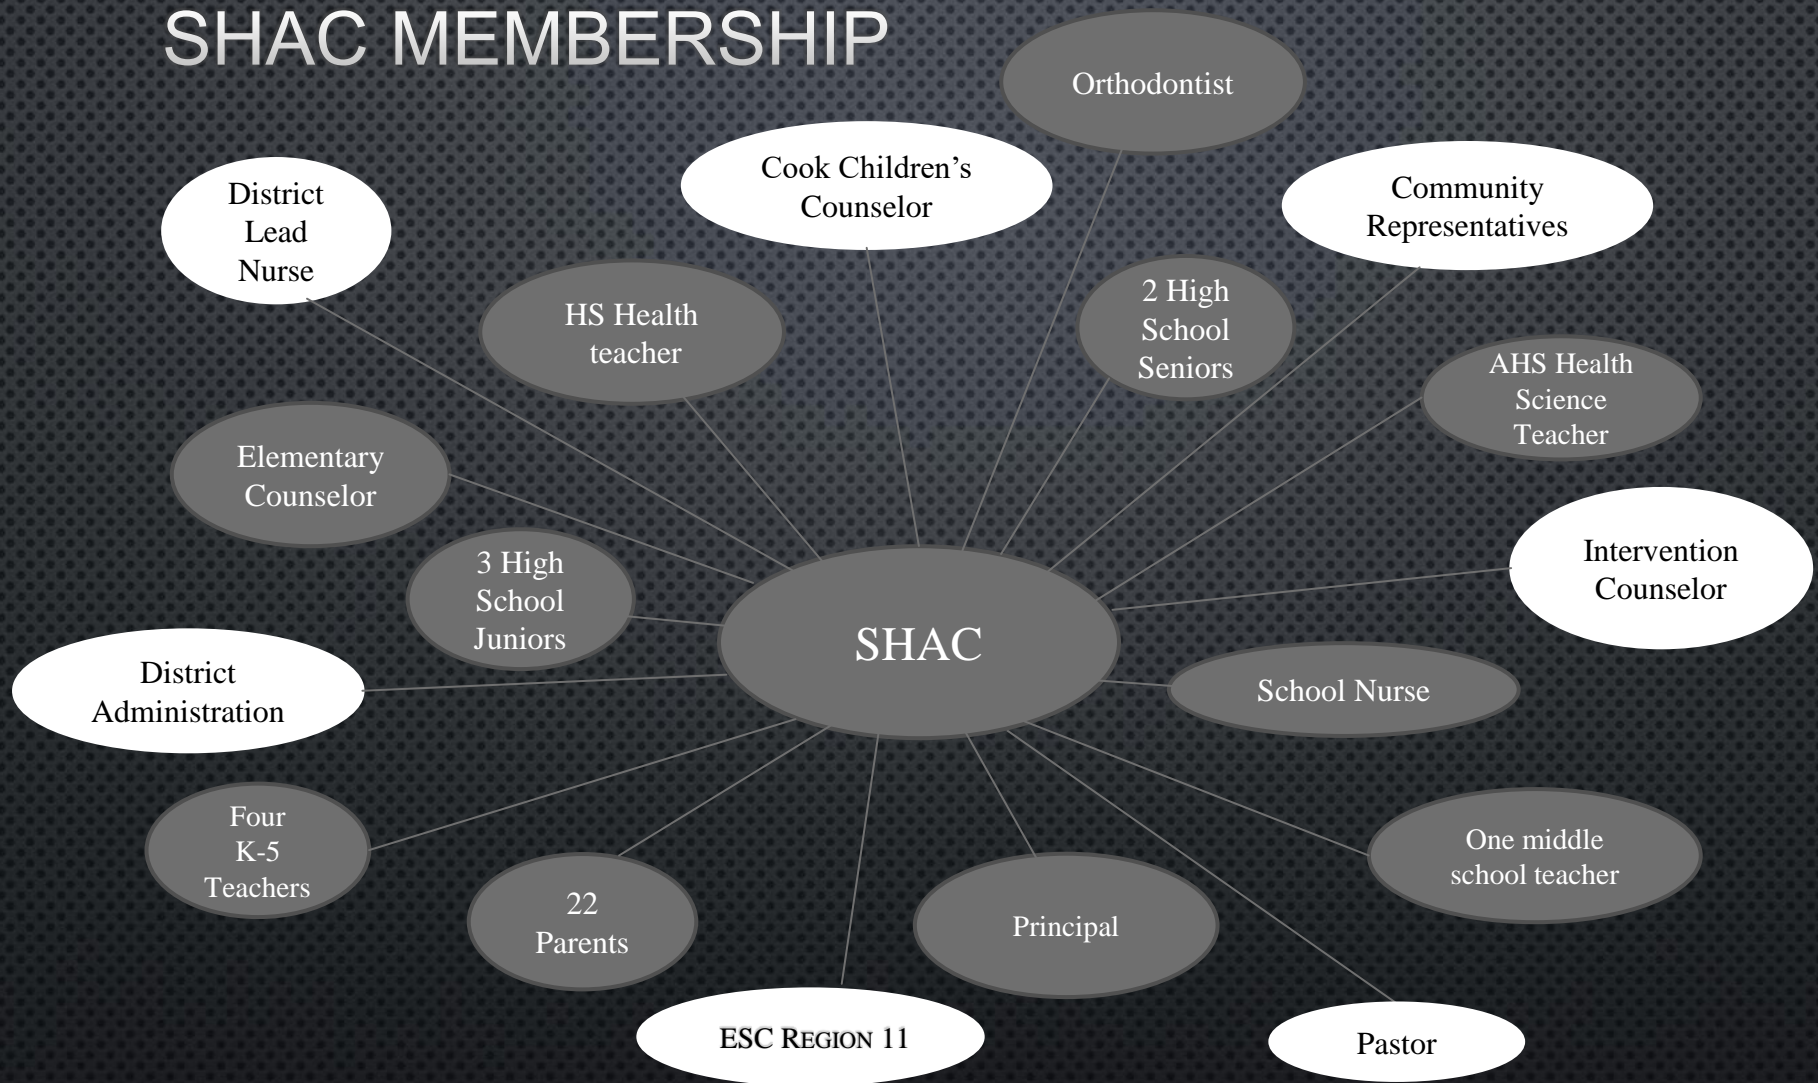 SHAC MEMBERSHIP
Orthodontist
Cook Children’s
Counselor
Community
Representatives
District
Lead
Nurse
HS Health
teacher
2 High
School
Seniors
AHS Health
Science
Teacher
Elementary
Counselor
3 High
School
Juniors
Intervention
Counselor
SHAC
District
Administration
School Nurse
Four
K-5
Teachers
22
Parents
Principal
One middle
school teacher
ESC REGION 11
Pastor